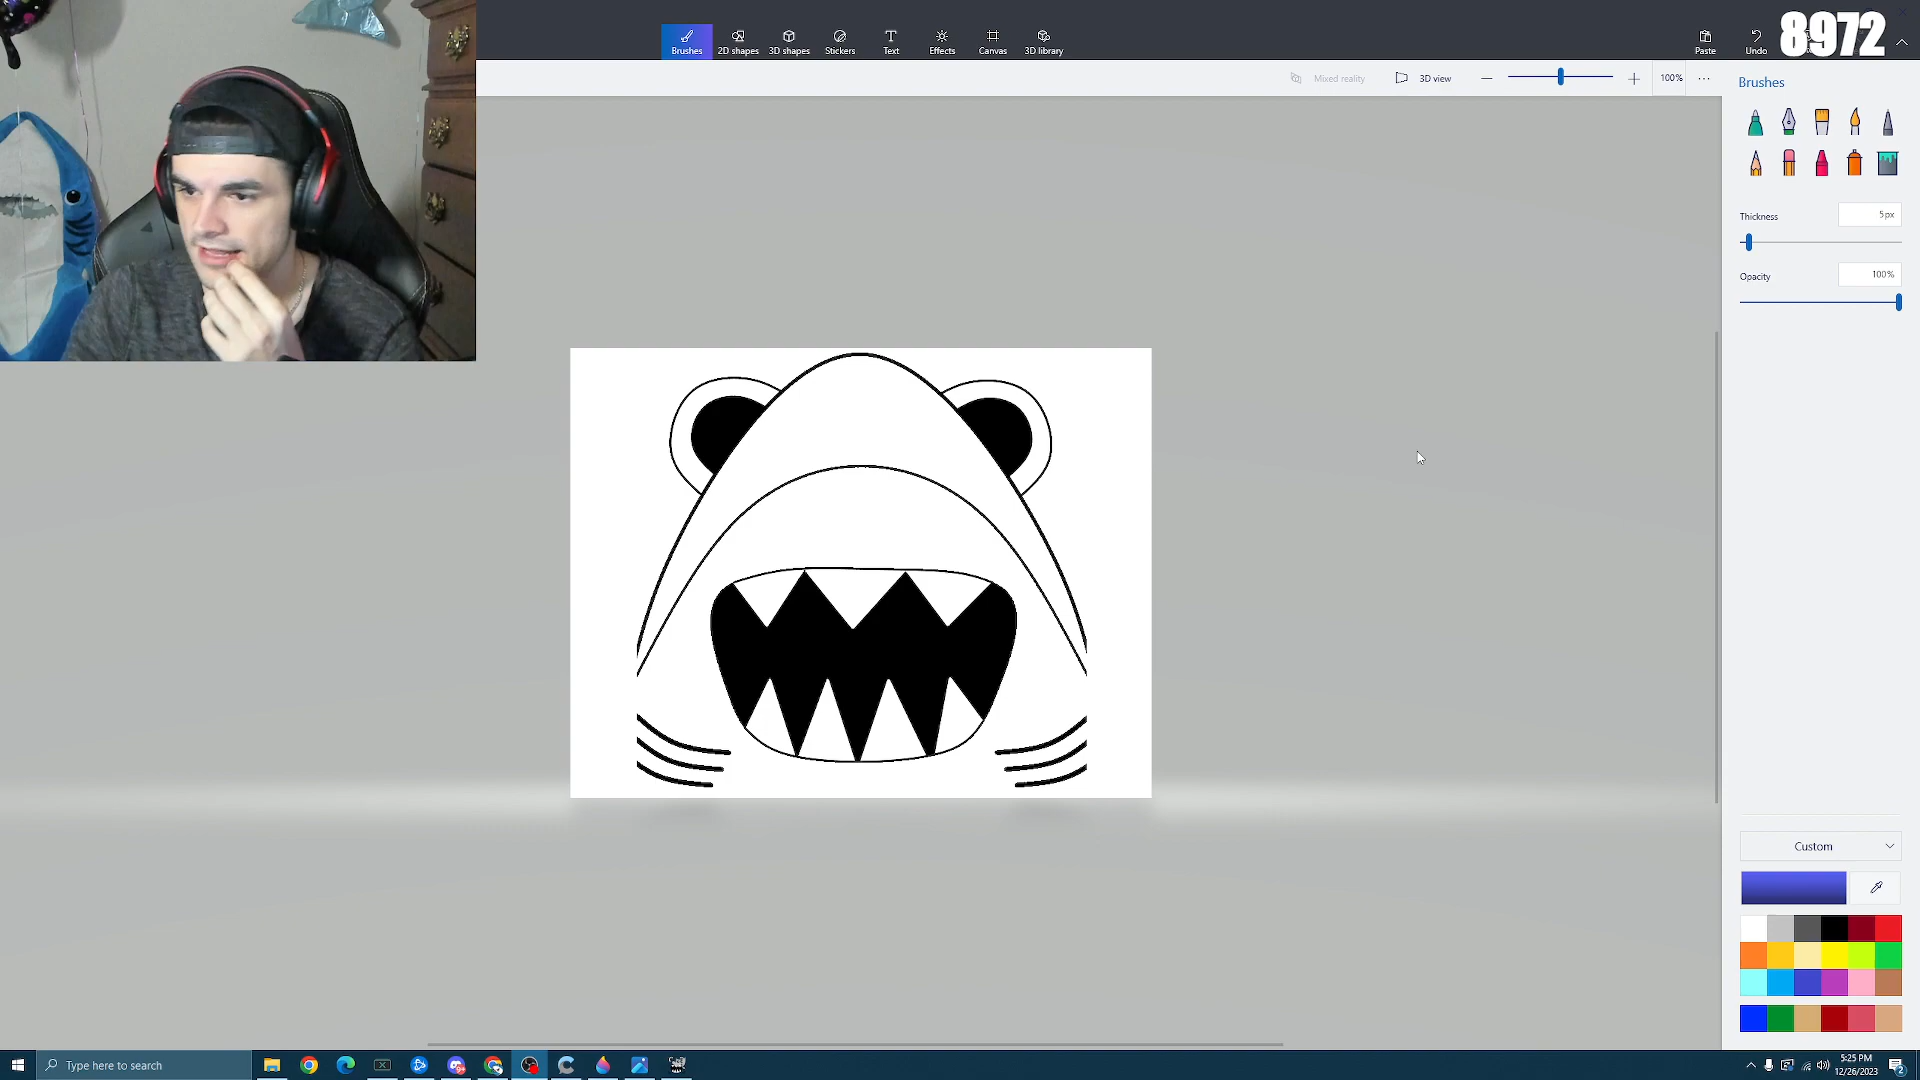 Brushes
2D shapes
3D shapes
Stickers
Text
Effects
Canvas
3D library
Paste
Undo
8972
Mixed reality
3D view
100%
Brushes
Thickness
5px
Opacity
100%
Custom
Type here to search
5:25 PM
12/26/2023
2